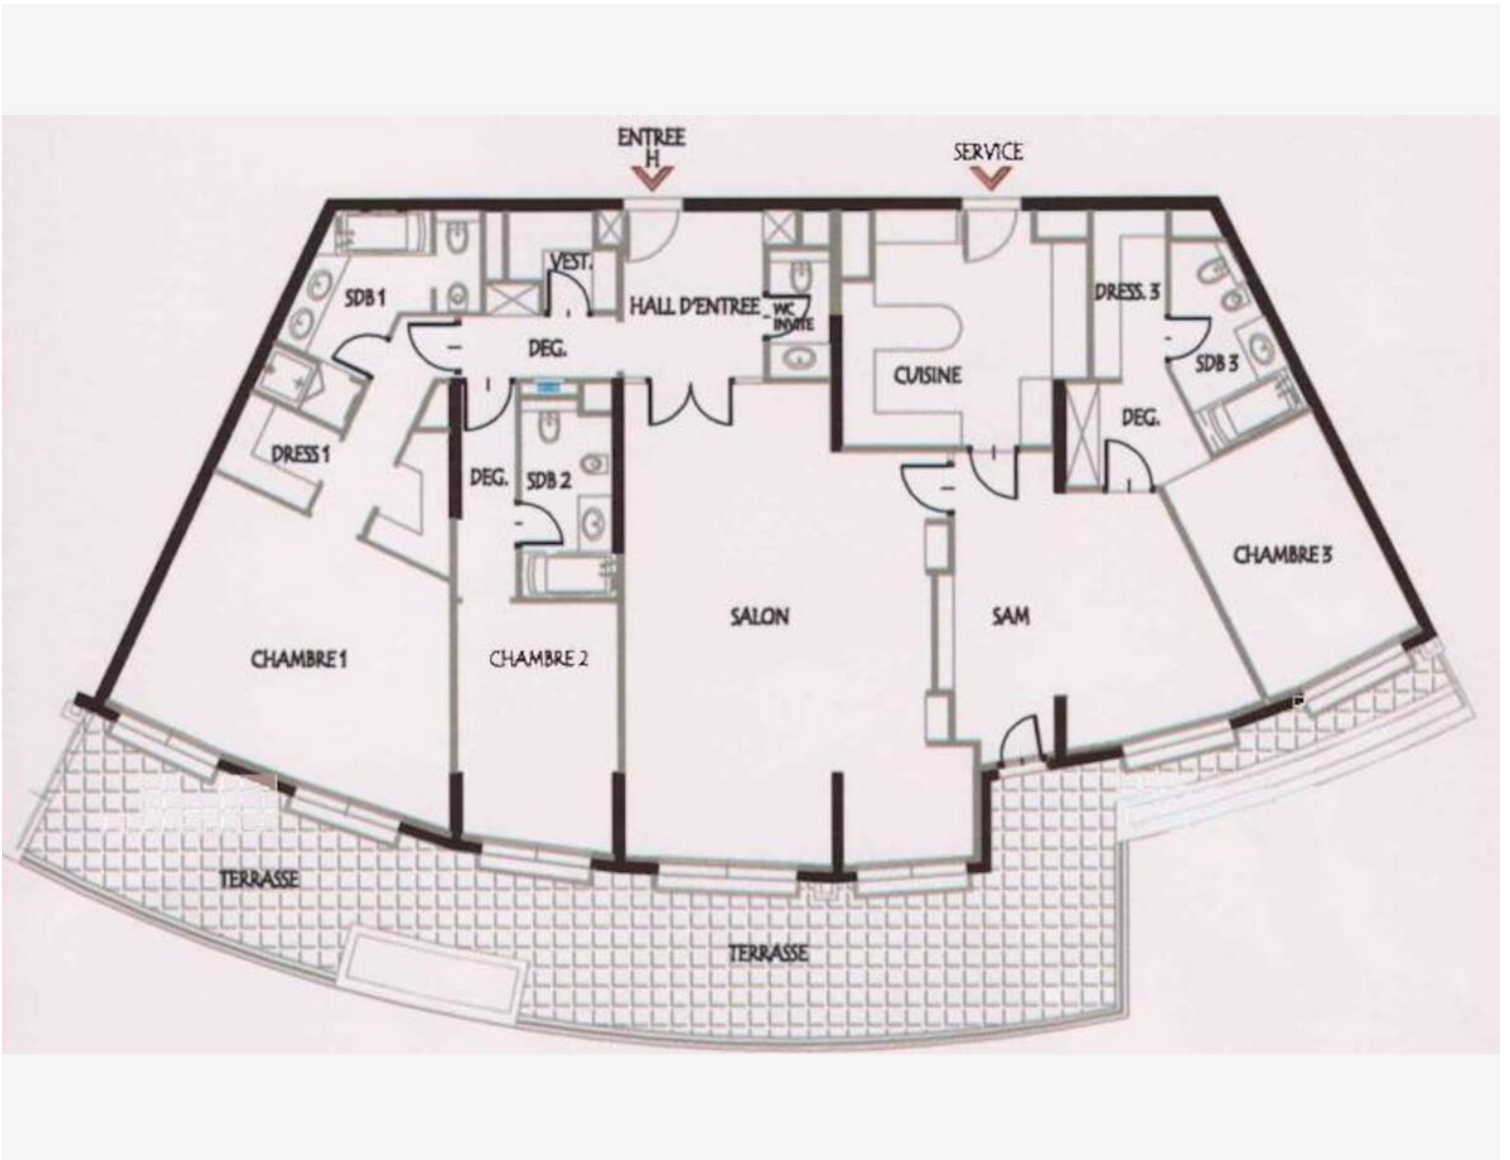 ENTREE
H
SERVICE
VEST.
SDB 1
HALL D'ENTREE
WC
INVITE
DRESS. 3
DEG.
CUISINE
SDB 3
DRESS 1
DEG.
SDB 2
DEG.
CHAMBRE 3
SALON
SAM
CHAMBRE 1
CHAMBRE 2
TERRASSE
TERRASSE